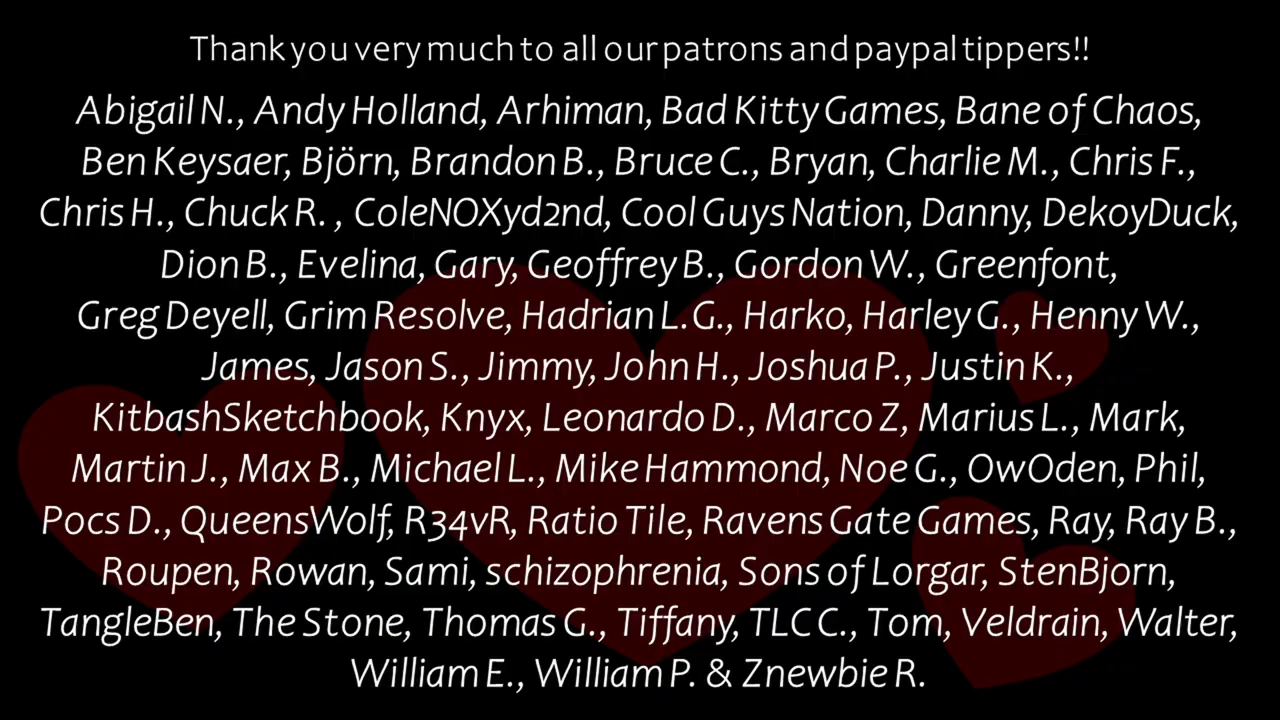 Thank you very much to all our patrons and paypal tippers!!
Abigail N., Andy Holland, Arhiman, Bad Kitty Games, Bane of Chaos,
Ben Keysaer, Björn, Brandon B., Bruce C., Bryan, Charlie M., Chris F.,
Chris H., Chuck R. , ColeNOXyd2nd, Cool Guys Nation, Danny, DekoyDuck,
Dion B., Evelina, Gary, Geoffrey B., Gordon W., Greenfont,
Greg Deyell, Grim Resolve, Hadrian L.G., Harko, Harley G., Henny W.,
James, Jason S., Jimmy, John H., Joshua P., Justin K.,
KitbashSketchbook, Knyx, Leonardo D., Marco Z, Marius L., Mark,
Martin J., Max B., Michael L., Mike Hammond, Noe G., OwOden, Phil,
Pocs D., QueensWolf, R34vR, Ratio Tile, Ravens Gate Games, Ray, Ray B.,
Roupen, Rowan, Sami, schizophrenia, Sons of Lorgar, StenBjorn,
TangleBen, The Stone, Thomas G., Tiffany, TLC C., Tom, Veldrain, Walter,
William E., William P. & Znewbie R.